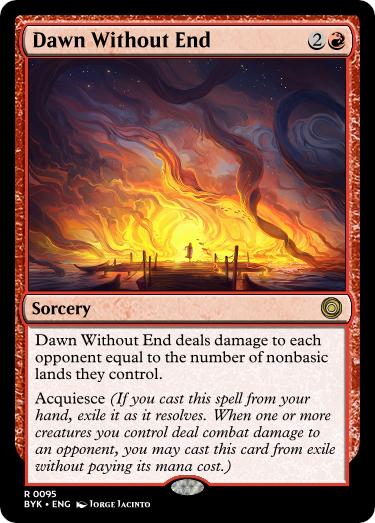 Dawn Without End 2
Sorcery
Dawn Without End deals damage to each
opponent equal to the number of nonbasic
lands they control.
Acquiesce (If you cast this spell from your
hand, exile it as it resolves. When one or more
creatures you control deal combat damage to
an opponent, you may cast this card from exile
without paying its mana cost.)
R 0095
BYK • ENG Jorge Jacinto